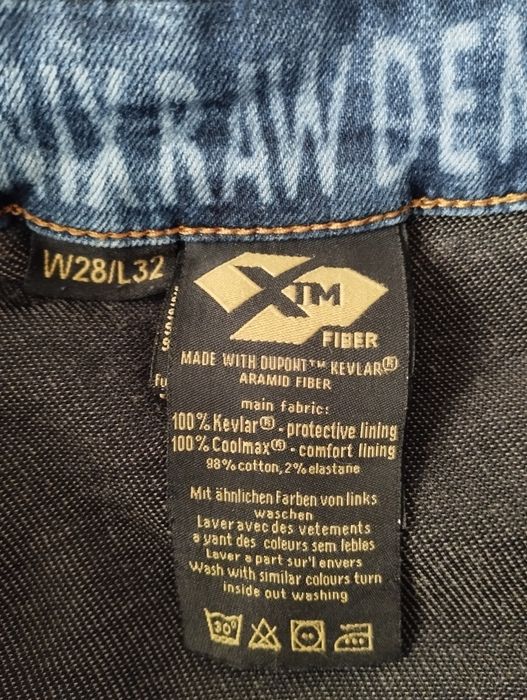 RAW DEN
W28/L32
XTM
FIBER
MADE WITH DUPONT™ KEVLAR®
ARAMID FIBER
main fabric:
100% Kevlar® - protective lining
100% Coolmax® - comfort lining
98% cotton, 2% elastane
Mit ähnlichen Farben von links
waschen
Laver avec des vetements
a yant des coleurs sem lebles
Laver a part sur'l envers
Wash with similar colours turn
inside out washing
30°